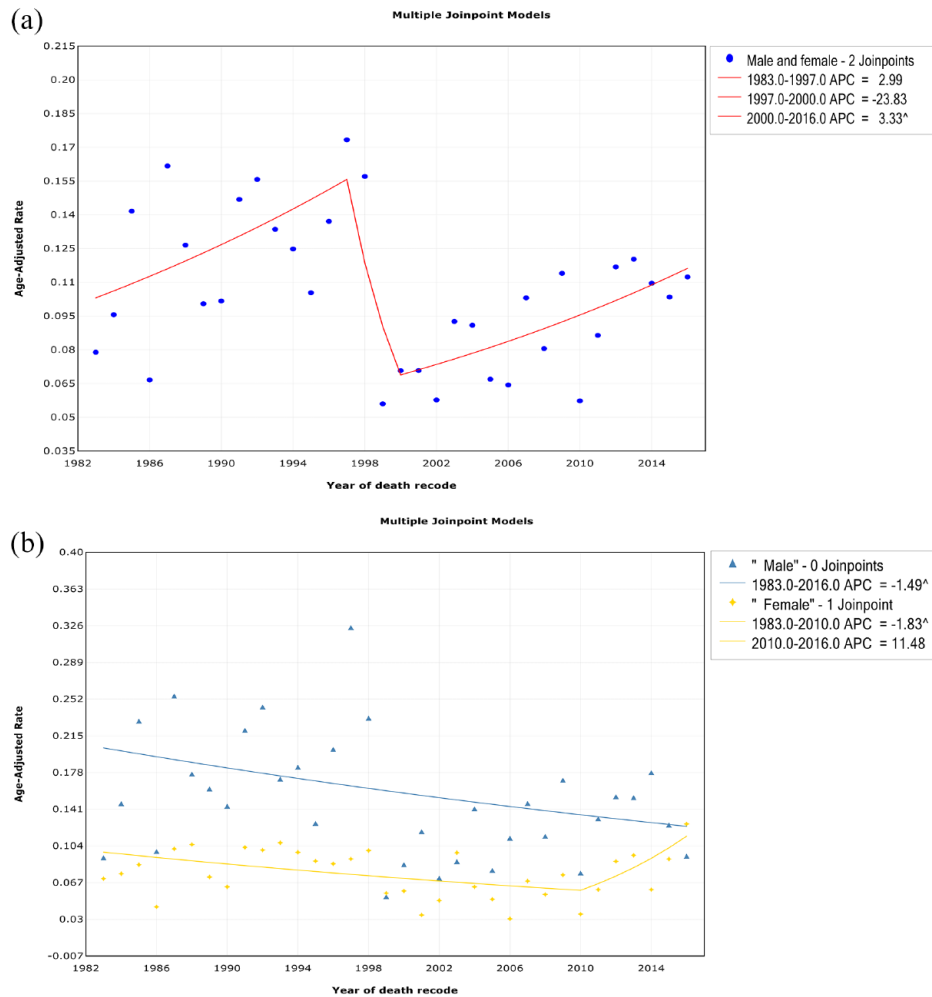 (a)
Multiple Joinpoint Models
0.215
0.20
0.185
0.17
0.155
0.14
0.125
0.11
0.095
0.08
0.065
0.05
0.035
Age-Adjusted Rate
1982 1986 1990 1994 1998 2002 2006 2010 2014
Year of death recode
Male and female - 2 Joinpoints
1983.0-1997.0 APC = 2.99
1997.0-2000.0 APC = -23.83
2000.0-2016.0 APC = 3.33^
(b)
Multiple Joinpoint Models
0.40
0.363
0.326
0.289
0.252
0.215
0.178
0.141
0.104
0.067
0.03
-0.007
Age-Adjusted Rate
1982 1986 1990 1994 1998 2002 2006 2010 2014
Year of death recode
" Male" - 0 Joinpoints
1983.0-2016.0 APC = -1.49^
" Female" - 1 Joinpoint
1983.0-2010.0 APC = -1.83^
2010.0-2016.0 APC = 11.48